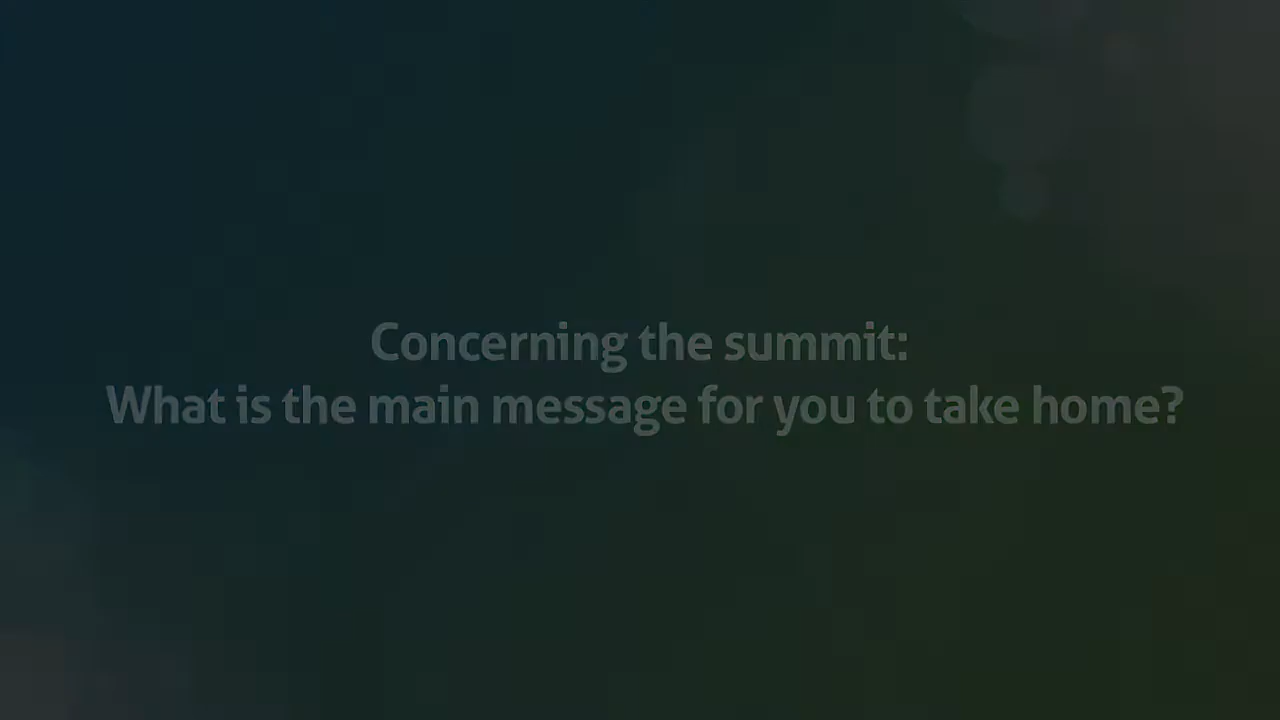 Concerning the summit:
What is the main message for you to take home?